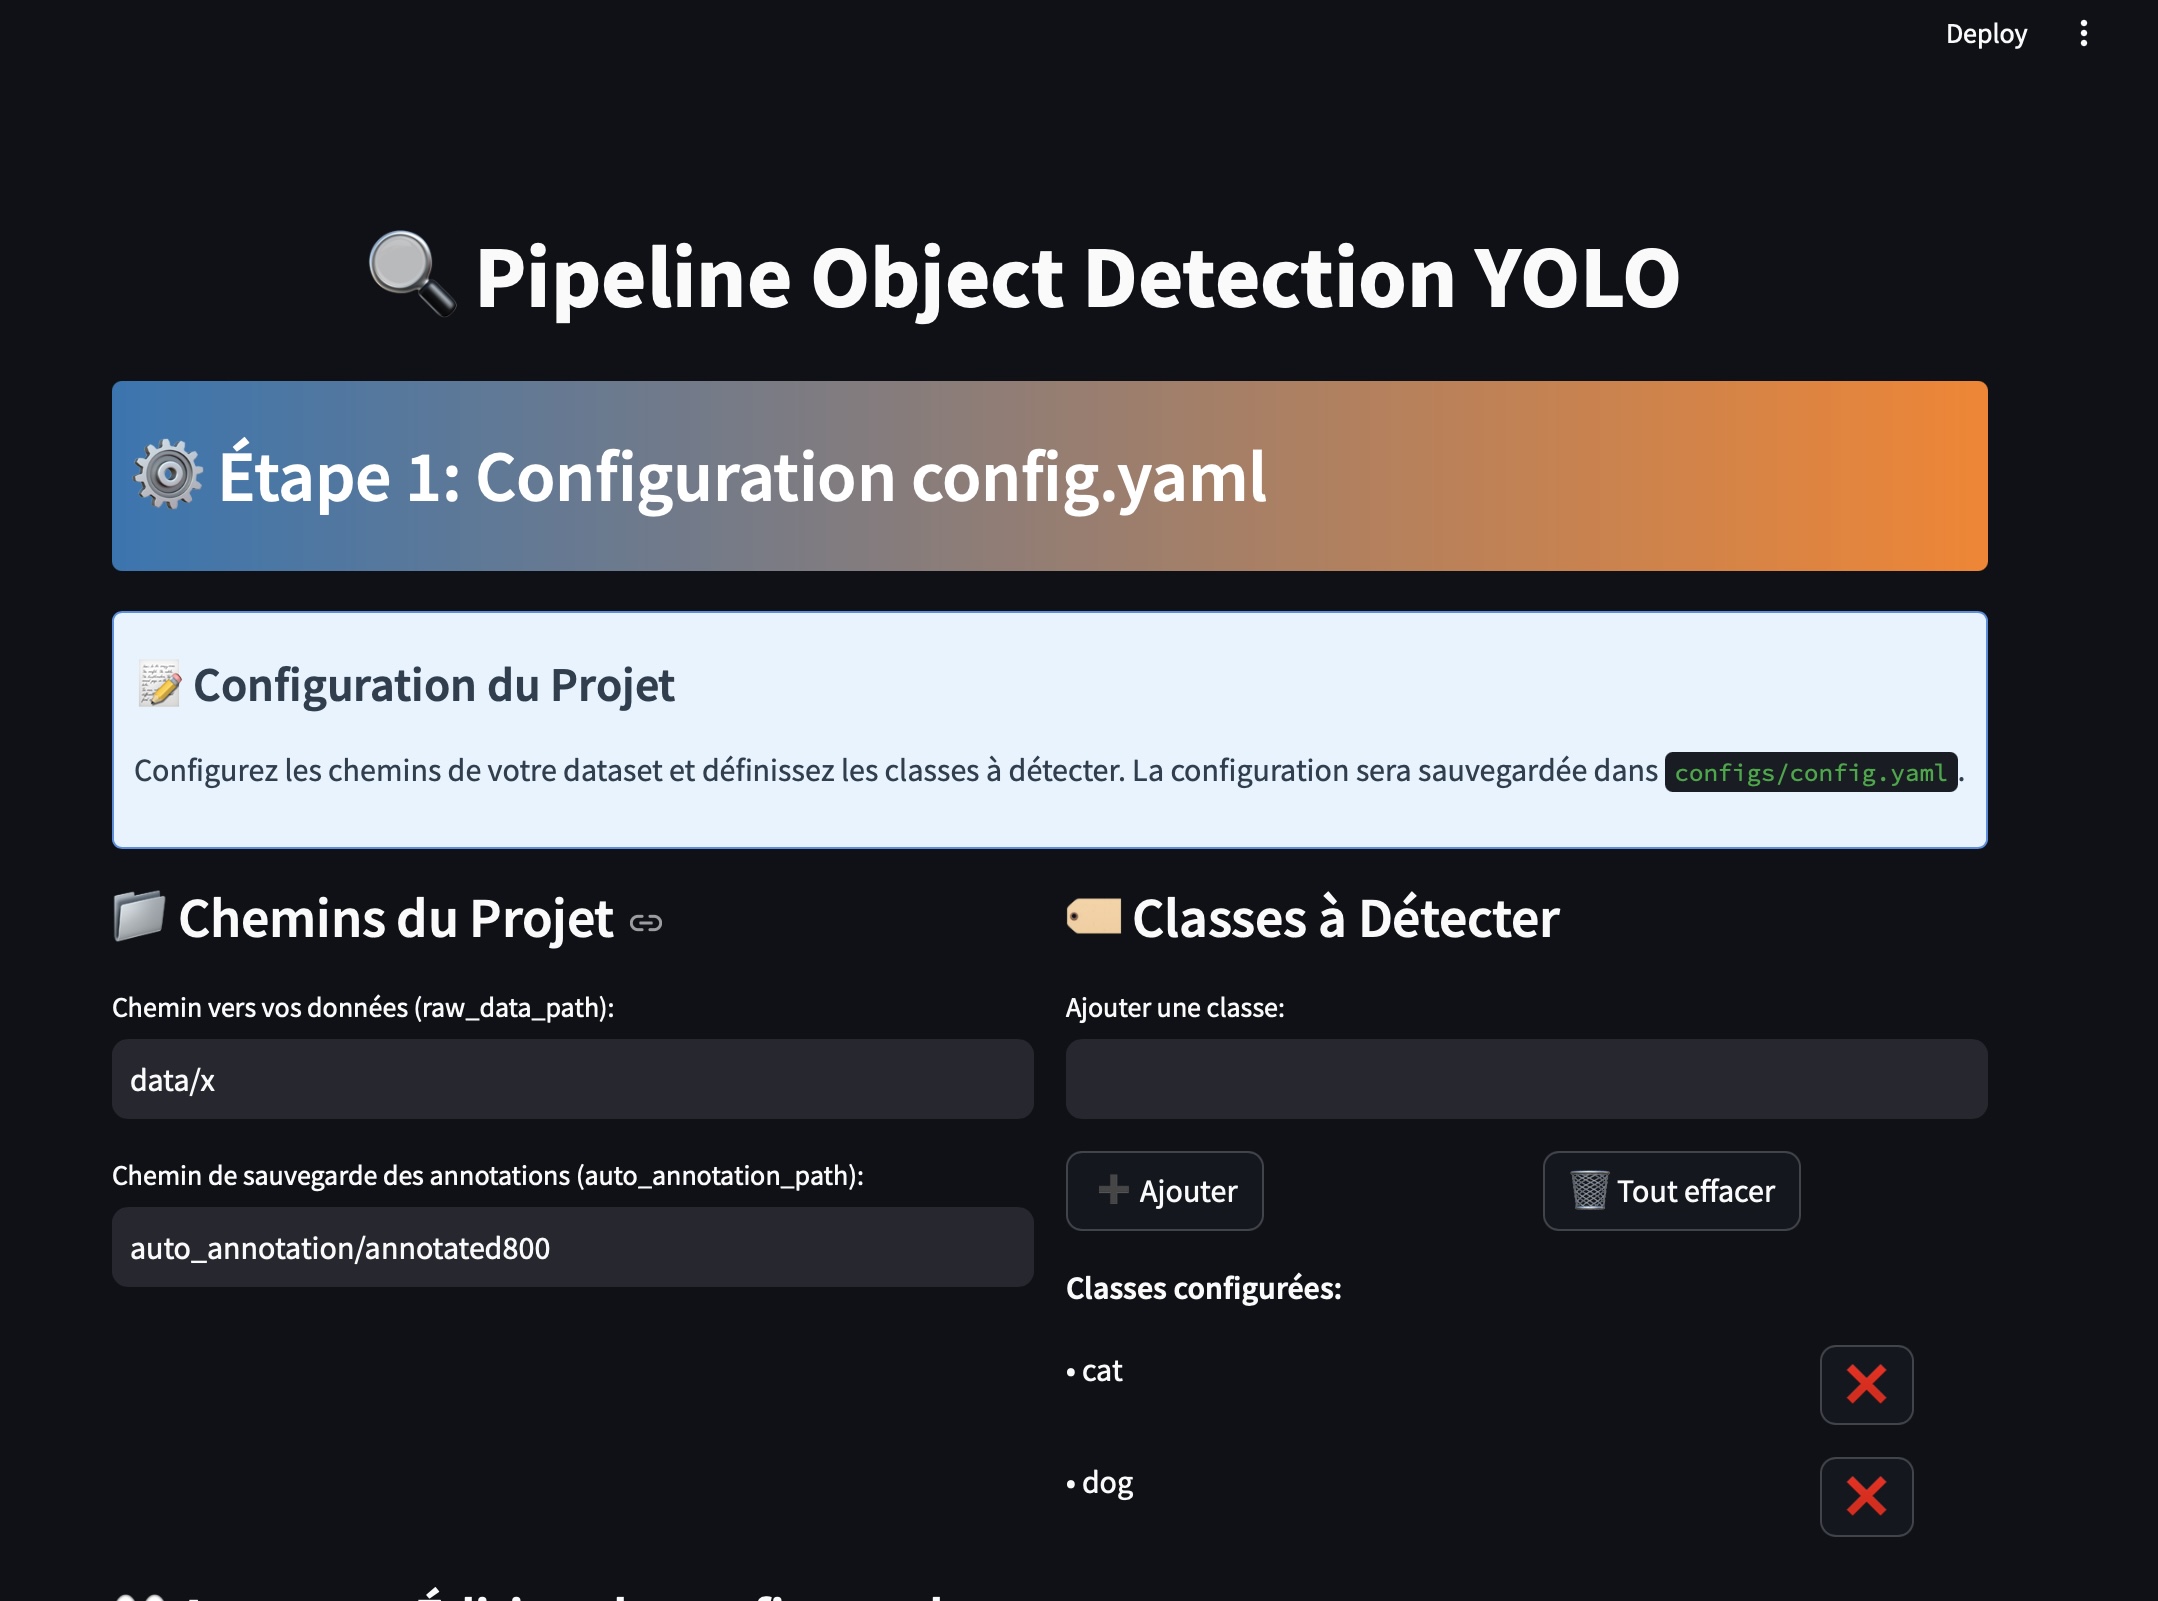 Deploy
Pipeline Object Detection YOLO
Étape 1: Configuration config.yaml
Configuration du Projet
Configurez les chemins de votre dataset et définissez les classes à détecter. La configuration sera sauvegardée dans configs/config.yaml.
Chemins du Projet
Chemin vers vos données (raw_data_path):
data/x
Chemin de sauvegarde des annotations (auto_annotation_path):
auto_annotation/annotated800
Classes à Détecter
Ajouter une classe:
Ajouter
Tout effacer
Classes configurées:
• cat
• dog